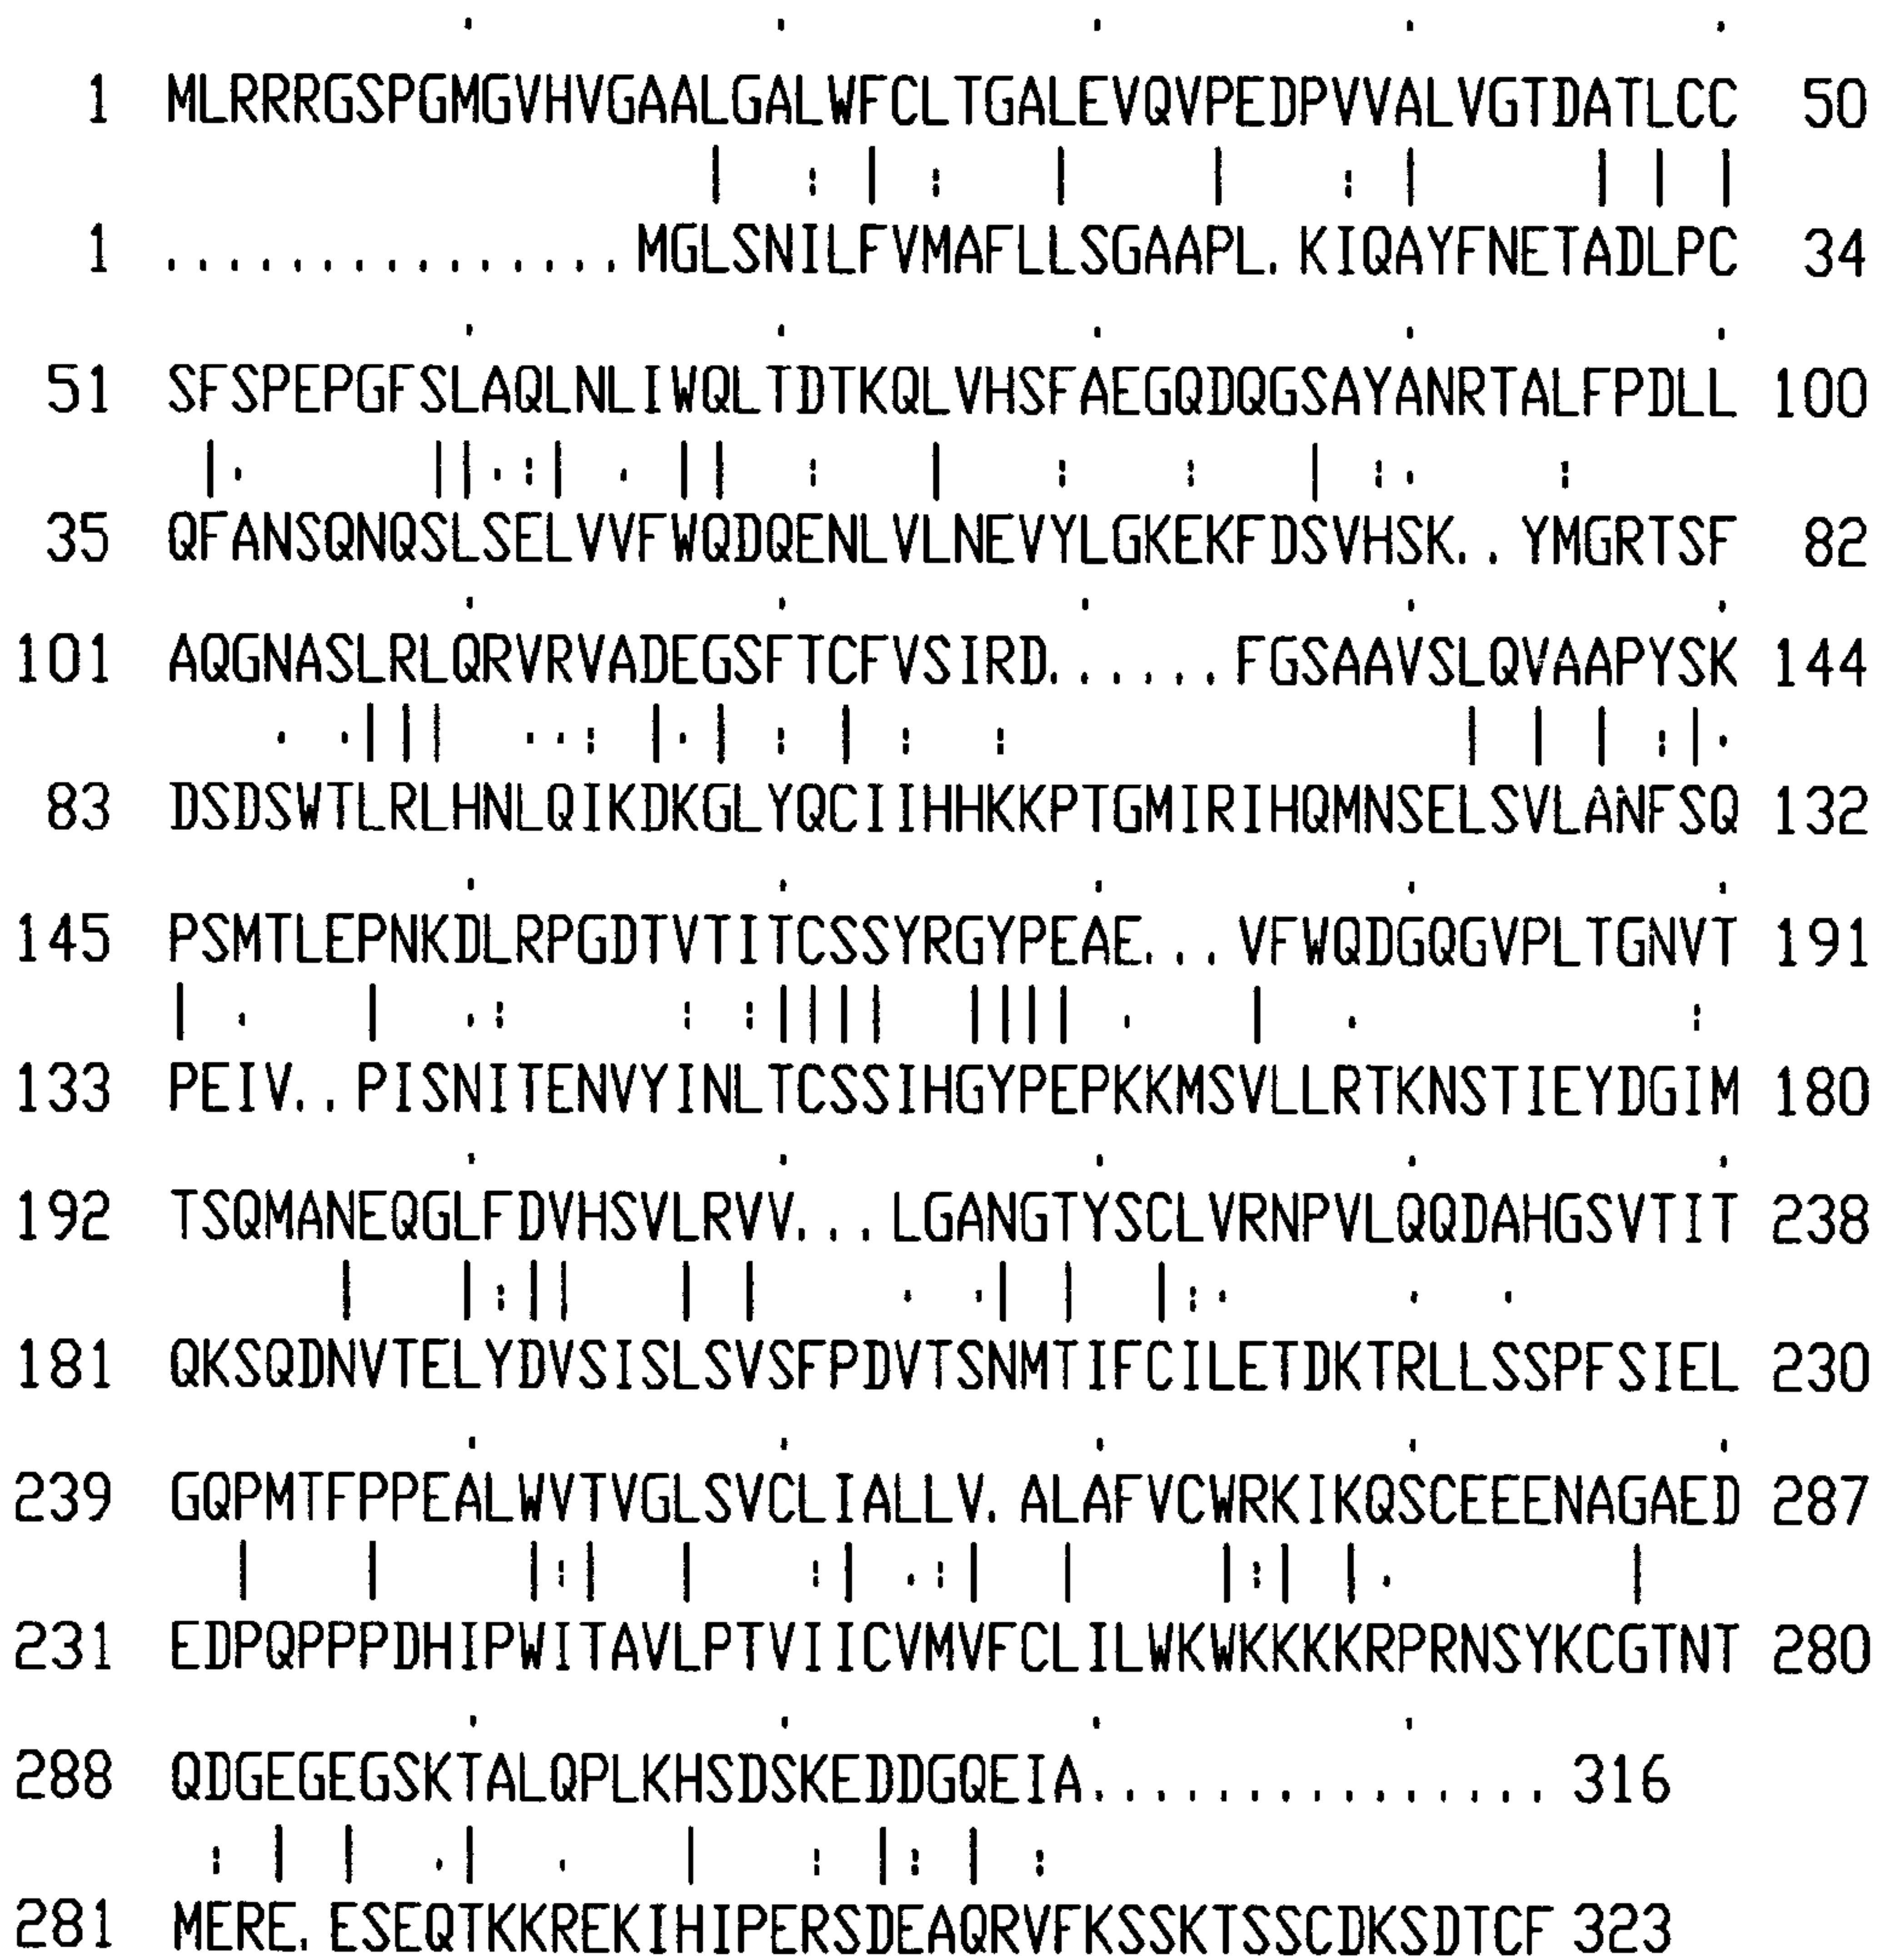 1 MLRRRGSPGMGVHVGAALGALWFCLTGALEVQVPEDPVVALVGTDATLCC 50
1 ...............MGLSNILFVMAFLLSGAAPL.KIQAYFNETADLPC 34
51 SFSPEPGFSLAQLNLIWQLTDTKQLVHSFAEGQDQGSAYANRTALFPDLL 100
35 QFANSQNQSLSELVVFWQDQENLVLNEVYLGKEKFDSVHSK..YMGRTSF 82
101 AQGNASLRLQRVRVADEGSFTCFVSIRD......FGSAAVSLQVAAPYSK 144
83 DSDSWTLRLHNLQIKDKGLYQCIIHHKKPTGMIRIHQMNSELSVLANFSQ 132
145 PSMTLEPNKDLRPGDTVTITCSSYRGYPEAE...VFWQDGQGVPLTGNVT 191
133 PEIV..PISNITENVYINLTCSSIHGYPEPKKMSVLLRTKNSTIEYDGIM 180
192 TSQMANEQGLFDVHSVLRVV...LGANGTYSCLVRNPVLQQDAHGSVTIT 238
181 QKSQDNVTELYDVSISLSVSFPDVTSNMTIFCILETDKTRLLSSPFSIEL 230
239 GQPMTFPPEALWVTVGLSVCLIALLV.ALAFVCWRKIKQSCEEENAGAED 287
231 EDPQPPPDHIPWITAVLPTVIICVMVFCLILWKWKKKKRPRNSYKCGTNT 280
288 QDGEGEGSKTALQPLKHSDSKEDDGQEIA............... 316
281 MERE.ESEQTKKREKIHIPERSDEAQRVFKSSKTSSCDKSDTCF 323